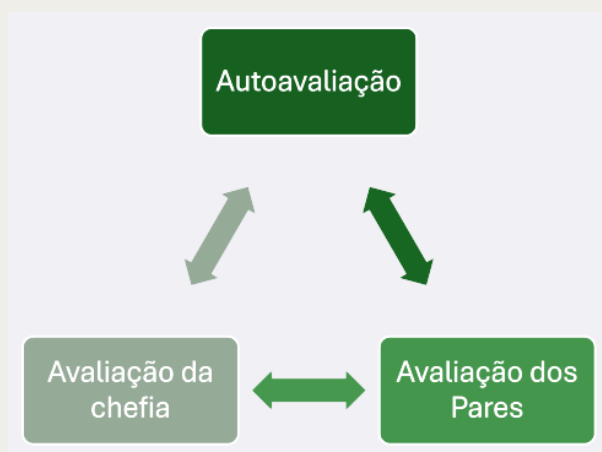 Autoavaliação
Avaliação da
chefia
Avaliação dos
Pares